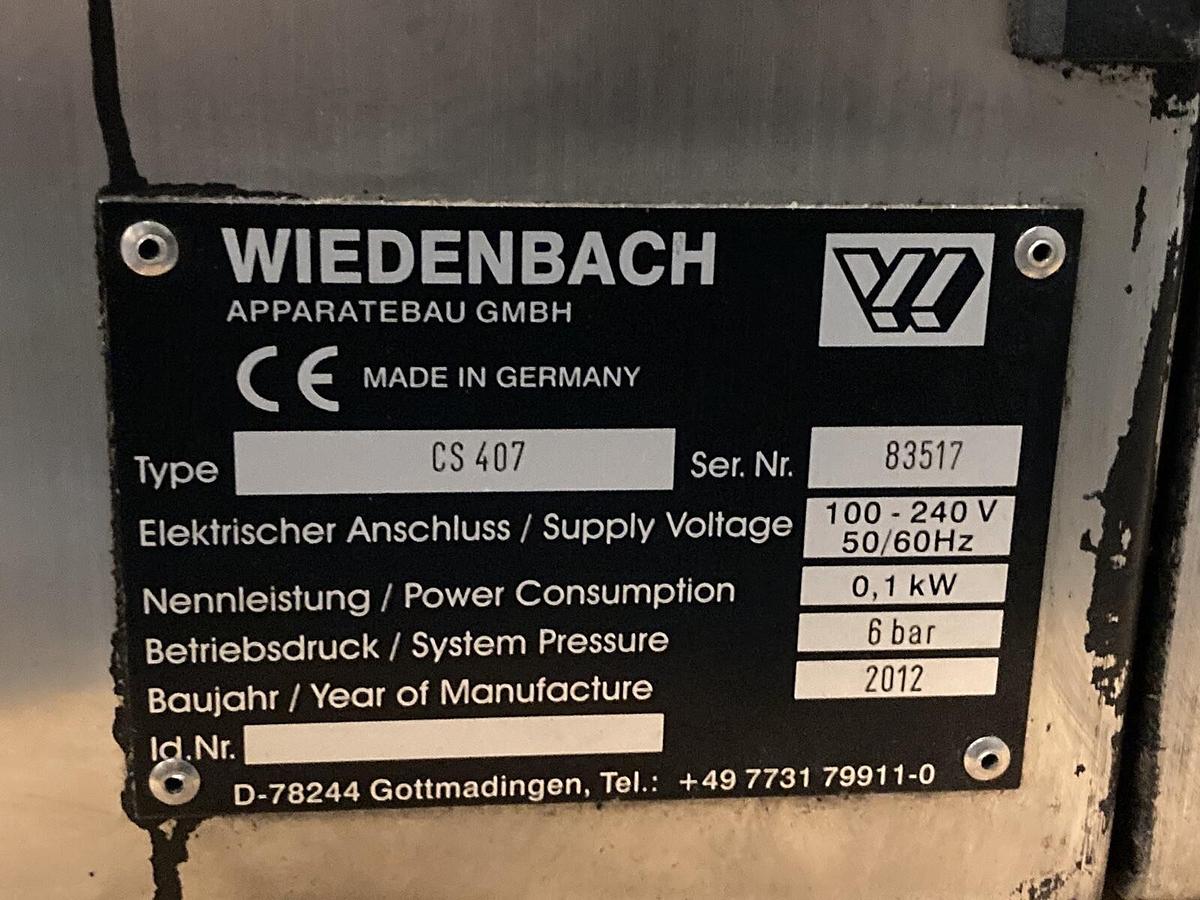 WIEDENBACH
APPARATEBAU GMBH
CE MADE IN GERMANY
Type CS 407 Ser. Nr. 83517
Elektrischer Anschluss / Supply Voltage 100 - 240 V
50/60Hz
Nennleistung / Power Consumption 0,1 kW
Betriebsdruck / System Pressure 6 bar
Baujahr / Year of Manufacture 2012
Id.Nr.
D-78244 Gottmadingen, Tel.: +49 7731 79911-0